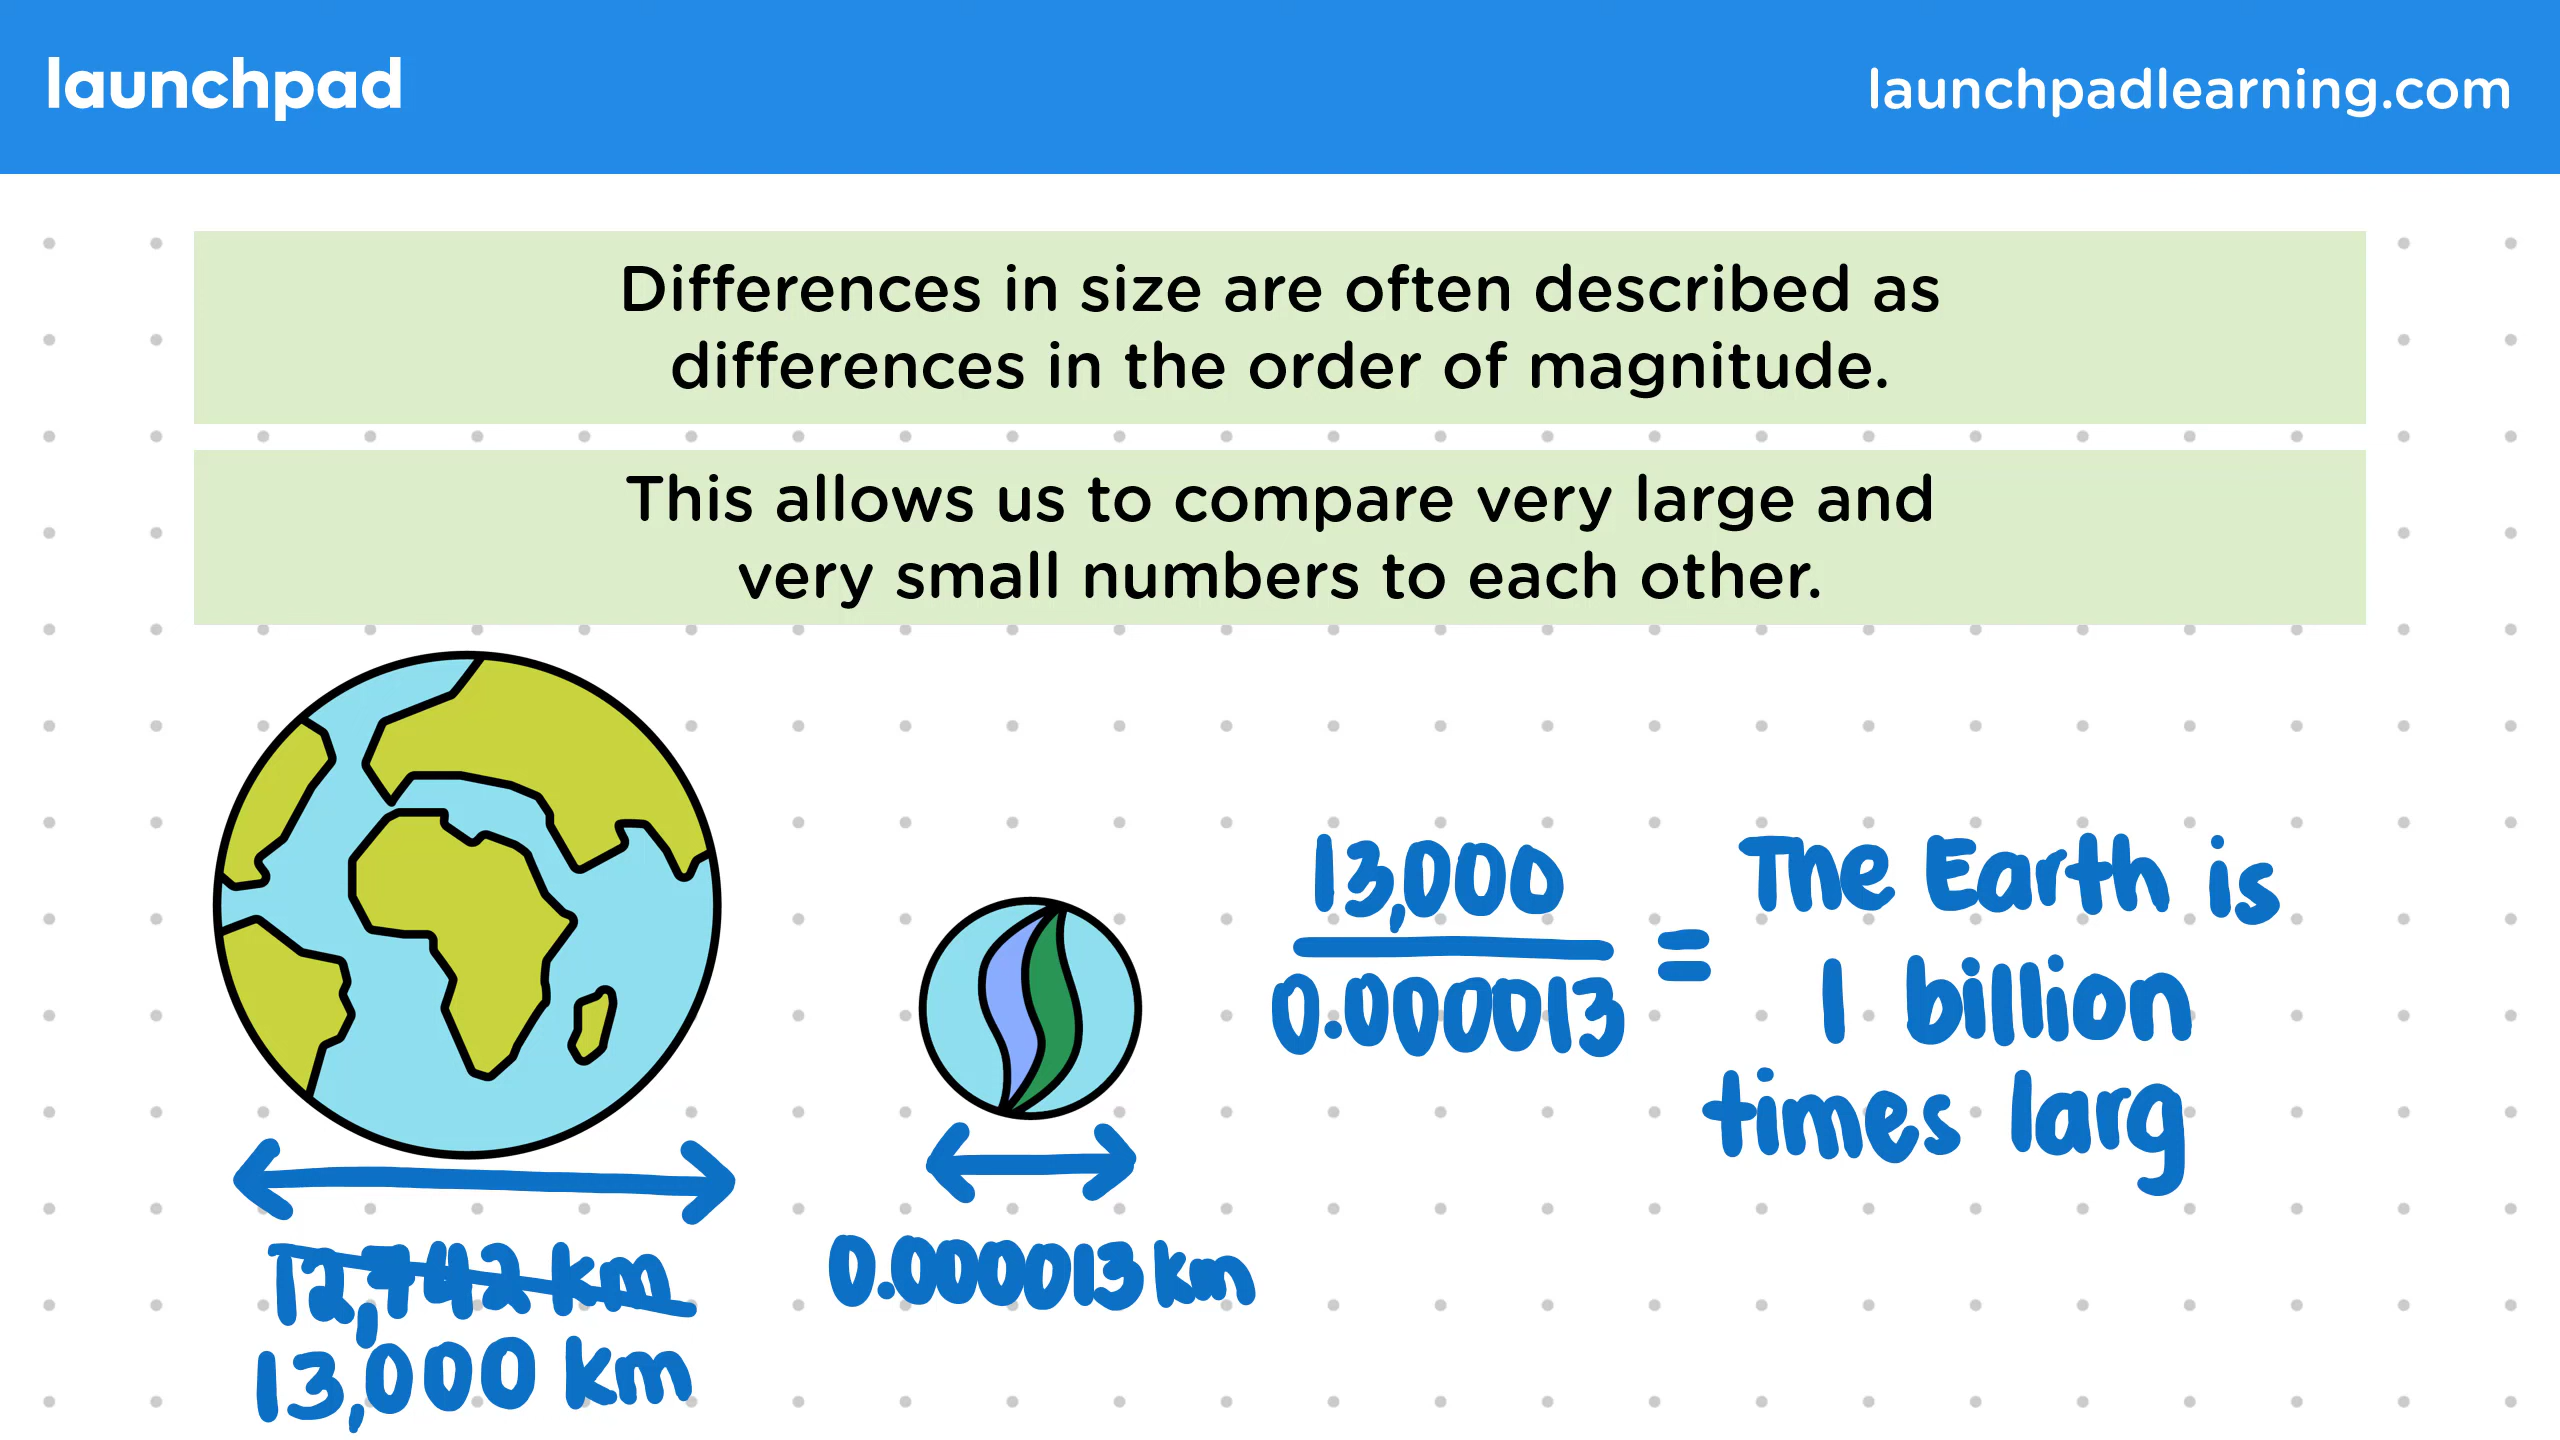 launchpad
launchpadlearning.com
Differences in size are often described as
differences in the order of magnitude.
This allows us to compare very large and
very small numbers to each other.
12,742 km
13,000 km
0.000013 km
13,000
0.000013
=
The Earth is
1 billion
times larg